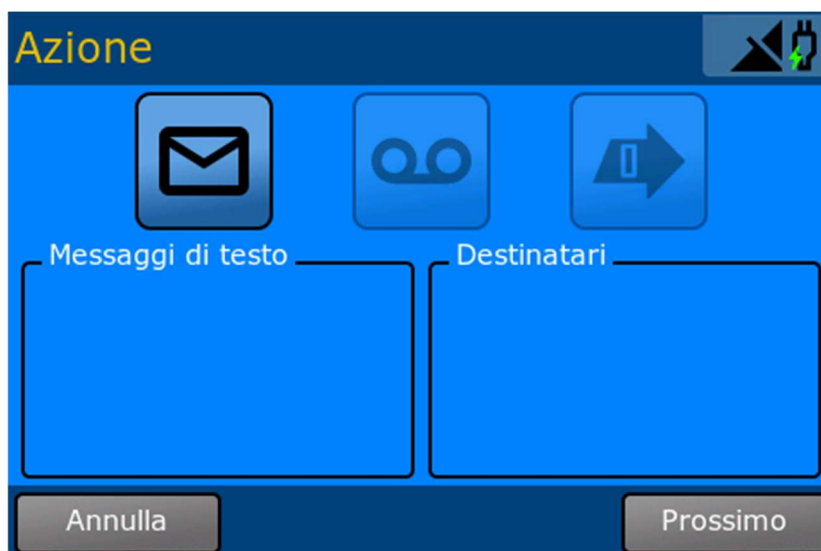 Azione
Messaggi di testo
Destinatari
Annulla
Prossimo